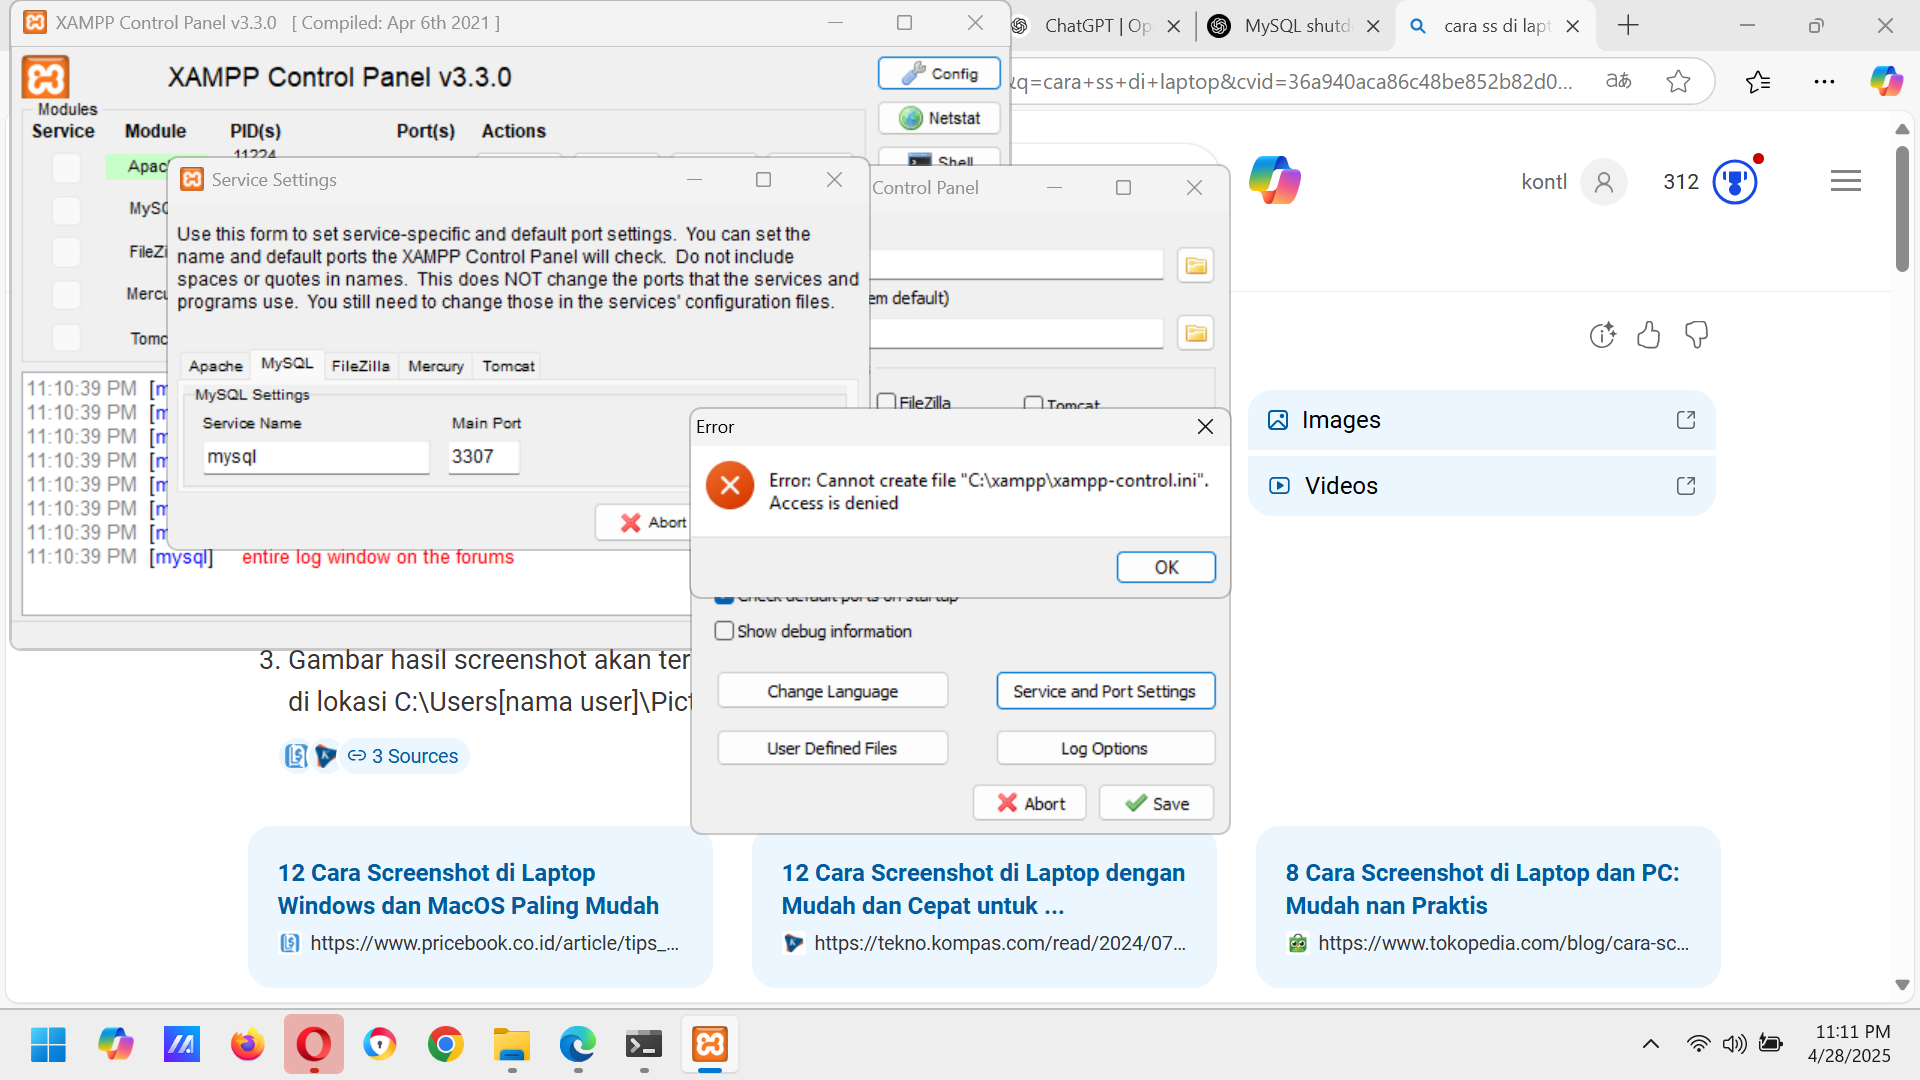 XAMPP Control Panel v3.3.0 [ Compiled: Apr 6th 2021 ]
ChatGPT | Op
MySQL shutd
cara ss di lapt
XAMPP Control Panel v3.3.0
Config
q=cara+ss+di+laptop&cvid=36a940aca86c48be852b82d0...
Modules
Service Module PID(s) Port(s) Actions
Netstat
11224
Shell
Apac
MySQ
FileZi
Mercu
Tomc
Service Settings
Use this form to set service-specific and default port settings. You can set the
name and default ports the XAMPP Control Panel will check. Do not include
spaces or quotes in names. This does NOT change the ports that the services and
programs use. You still need to change those in the services' configuration files.
Apache MySQL FileZilla Mercury Tomcat
MySQL Settings
Service Name Main Port
mysql 3307
Abort
Control Panel
em default)
FileZilla Tomcat
kontl 312
11:10:39 PM [m
11:10:39 PM [m
11:10:39 PM [m
11:10:39 PM [m
11:10:39 PM [m
11:10:39 PM [m
11:10:39 PM [m
11:10:39 PM [mysql] entire log window on the forums
Error
Error: Cannot create file "C:\xampp\xampp-control.ini".
Access is denied
OK
Check default ports on startup
Show debug information
Change Language
Service and Port Settings
User Defined Files
Log Options
Abort
Save
Images
Videos
3. Gambar hasil screenshot akan ter
di lokasi C:\Users[nama user]\Pict
3 Sources
12 Cara Screenshot di Laptop
Windows dan MacOS Paling Mudah
https://www.pricebook.co.id/article/tips_...
12 Cara Screenshot di Laptop dengan
Mudah dan Cepat untuk ...
https://tekno.kompas.com/read/2024/07...
8 Cara Screenshot di Laptop dan PC:
Mudah nan Praktis
https://www.tokopedia.com/blog/cara-sc...
11:11 PM
4/28/2025